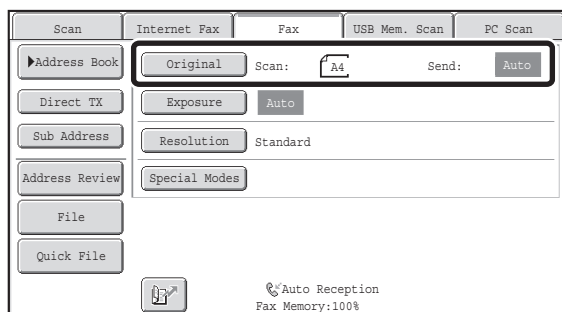 Scan Internet Fax Fax USB Mem. Scan PC Scan
Address Book Original Scan: A4 Send: Auto
Direct TX Exposure Auto
Sub Address Resolution Standard
Address Review Special Modes
File
Quick File
Auto Reception
Fax Memory:100%